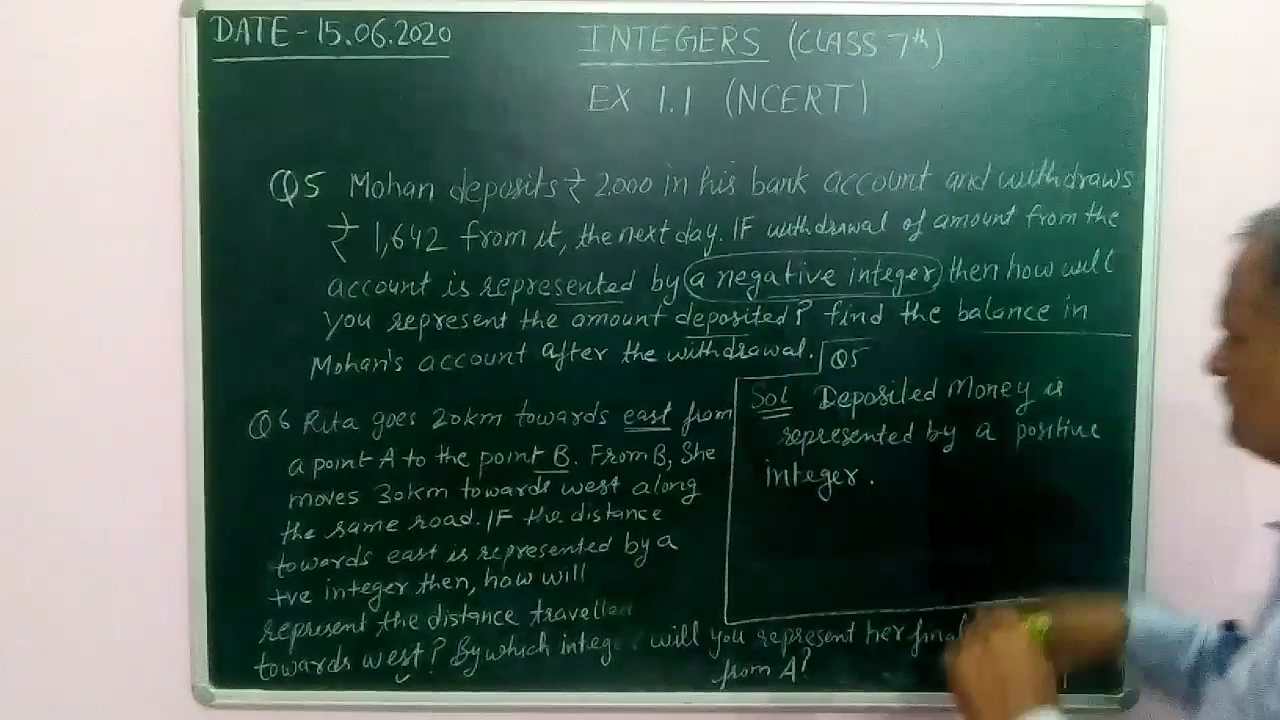 DATE - 15.06.2020
INTEGERS (CLASS 7th)
EX 1.1 (NCERT)
Q5 Mohan deposits ₹ 2000 in his bank account and withdraws
₹ 1,642 from it, the next day. IF withdrawal of amount from the
account is represented by a negative integer then how will
you represent the amount deposited? find the balance in
Mohan's account after the withdrawal.
Q6 Rita goes 20km towards east from
a point A to the point B. From B, She
moves 30km towards west along
the same road. IF the distance
towards east is represented by a
+ve integer then, how will
represent the distance travelled
towards west? By which integ will you represent her final
from A?
Q5
Sol Deposited Money is
represented by a positive
integer.